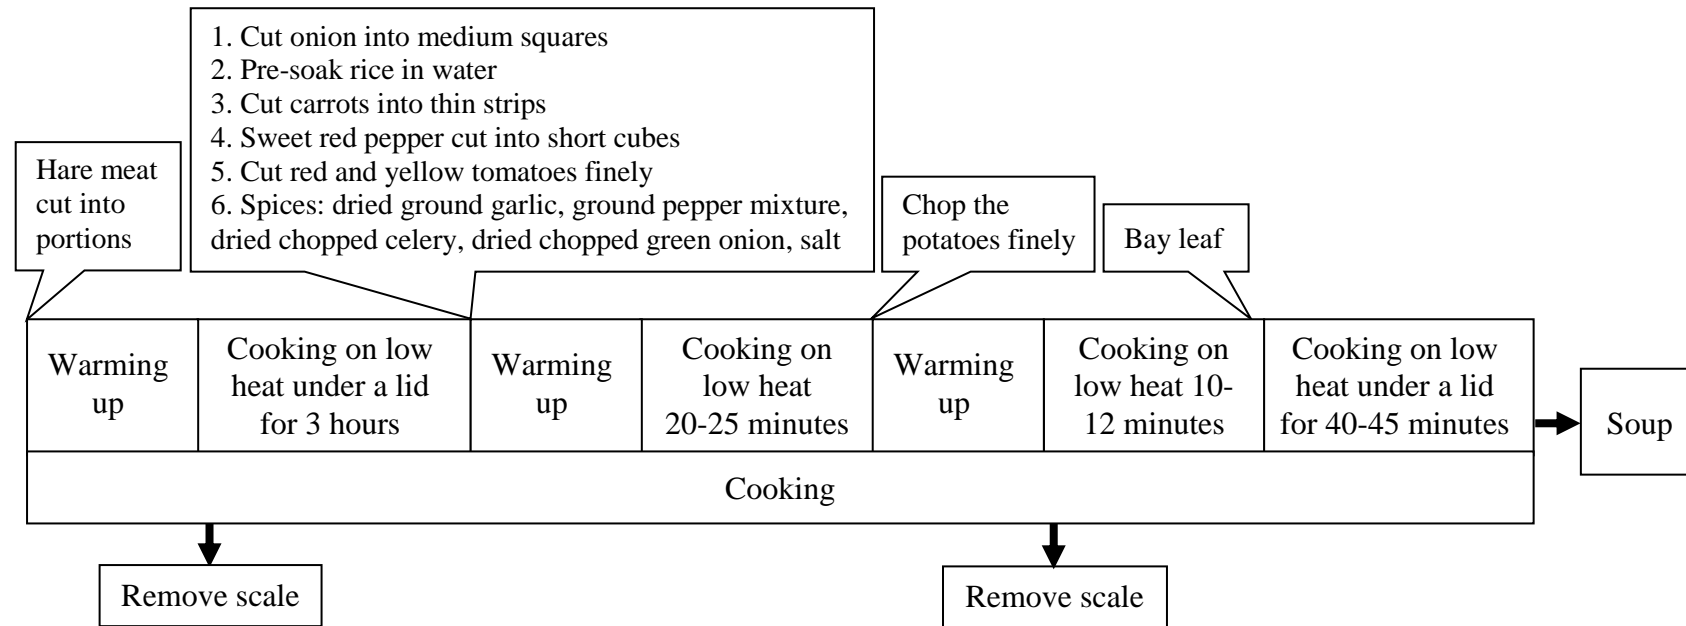 1. Cut onion into medium squares
2. Pre-soak rice in water
3. Cut carrots into thin strips
4. Sweet red pepper cut into short cubes
5. Cut red and yellow tomatoes finely
6. Spices: dried ground garlic, ground pepper mixture,
dried chopped celery, dried chopped green onion, salt
Hare meat
cut into
portions
Chop the
potatoes finely
Bay leaf
Warming
up
Cooking on low
heat under a lid
for 3 hours
Warming
up
Cooking on
low heat
20-25 minutes
Warming
up
Cooking on
low heat 10-
12 minutes
Cooking on low
heat under a lid
for 40-45 minutes
Soup
Cooking
Remove scale
Remove scale